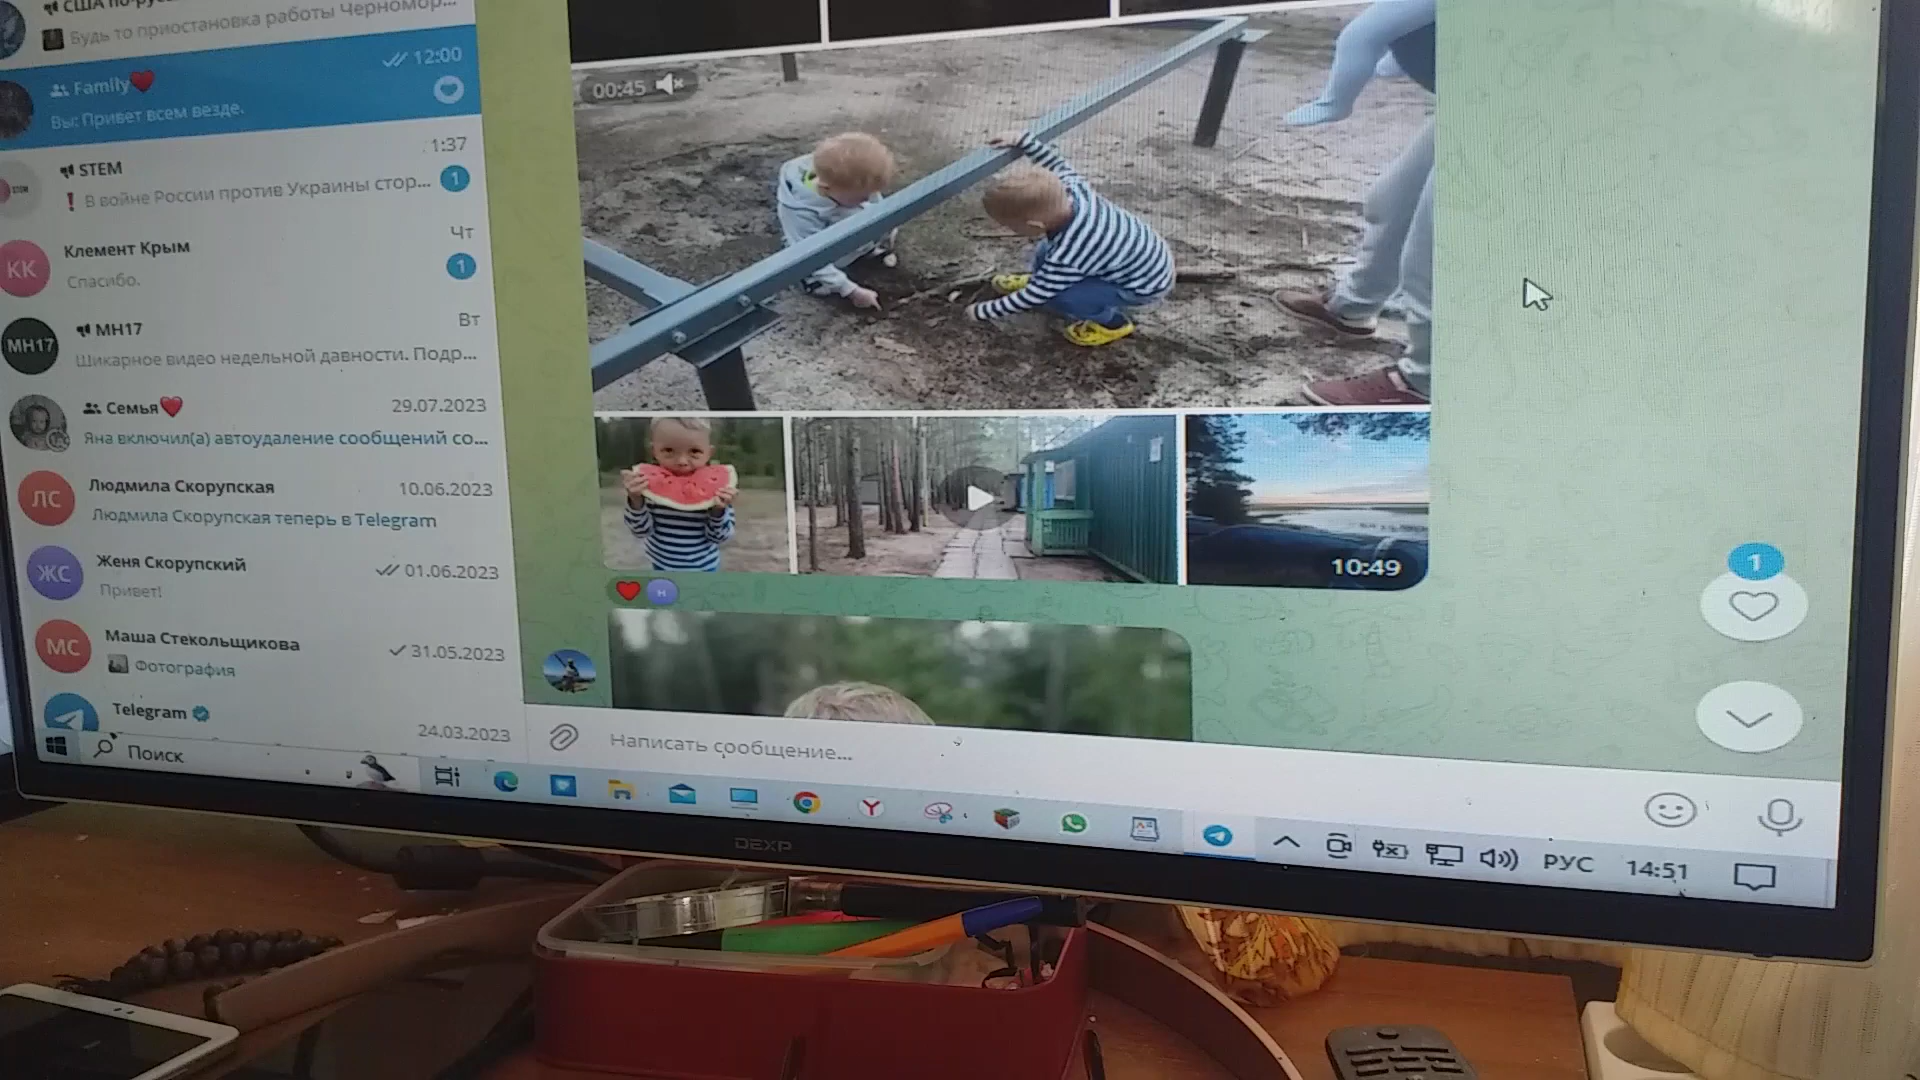 США по-рус
Будь то приостановка работы Черномор...
Family❤️
12:00
Вы: Привет всем везде.
STEM
1:37
STEM
❗ В войне России против Украины стор...
1
Клемент Крым
Чт
КК
Спасибо.
1
МН17
Вт
МН17
Шикарное видео недельной давности. Подр...
Семья❤️
29.07.2023
Яна включил(а) автоудаление сообщений со...
Людмила Скорупская
10.06.2023
ЛС
Людмила Скорупская теперь в Telegram
Женя Скорупский
01.06.2023
ЖС
Привет!
Маша Стекольщикова
31.05.2023
МС
Фотография
Telegram
24.03.2023
00:45
10:49
Н
1
Написать сообщение...
Поиск
РУС
14:51
DEXP